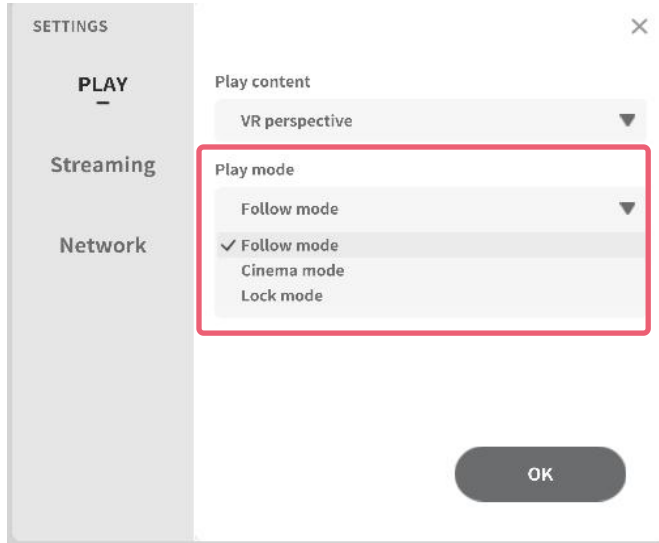 SETTINGS
PLAY
Streaming
Network
Play content
VR perspective
Play mode
Follow mode
Follow mode
Cinema mode
Lock mode
OK